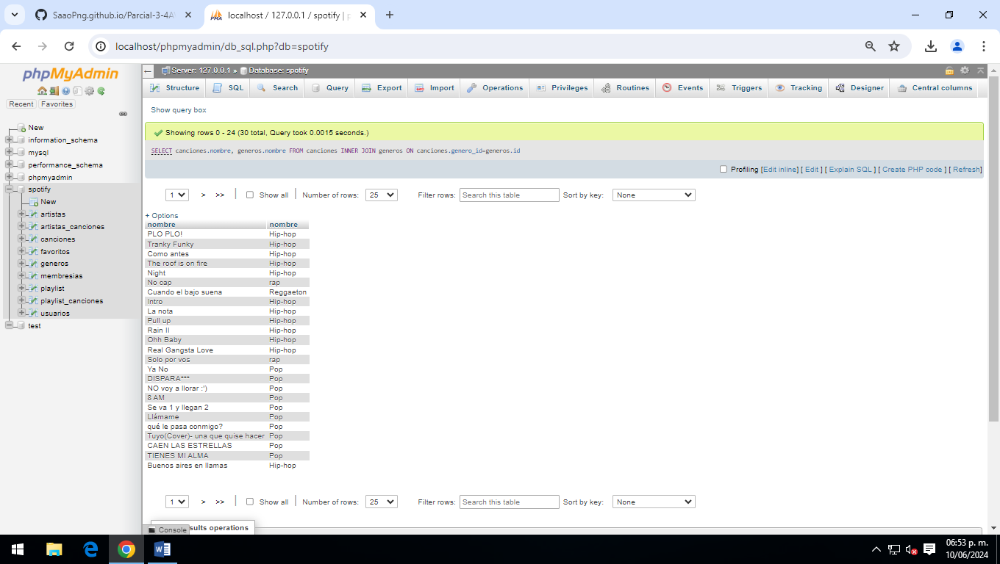 SaaoPng.github.io/Parcial-3-4A
localhost / 127.0.0.1 / spotify | p
localhost/phpmyadmin/db_sql.php?db=spotify
phpMyAdmin
Recent Favorites
New
information_schema
mysql
performance_schema
phpmyadmin
spotify
New
artistas
artistas_canciones
canciones
favoritos
generos
membresias
playlist
playlist_canciones
usuarios
test
Server: 127.0.0.1 » Database: spotify
Structure SQL Search Query Export Import Operations Privileges Routines Events Triggers Tracking Designer Central columns
Show query box
Showing rows 0 - 24 (30 total, Query took 0.0015 seconds.)
SELECT canciones.nombre, generos.nombre FROM canciones INNER JOIN generos ON canciones.genero_id=generos.id
Profiling [Edit inline] [ Edit ] [ Explain SQL ] [ Create PHP code ] [ Refresh]
1 > >> | Show all | Number of rows: 25 Filter rows: Search this table Sort by key: None
+ Options
nombre nombre
PLO PLO! Hip-hop
Tranky Funky Hip-hop
Como antes Hip-hop
The roof is on fire Hip-hop
Night Hip-hop
No cap rap
Cuando el bajo suena Reggaeton
Intro Hip-hop
La nota Hip-hop
Pull up Hip-hop
Rain II Hip-hop
Ohh Baby Hip-hop
Real Gangsta Love Hip-hop
Solo por vos rap
Ya No Pop
DISPARA*** Pop
NO voy a llorar :') Pop
8 AM Pop
Se va 1 y llegan 2 Pop
Llámame Pop
qué le pasa conmigo? Pop
Tuyo(Cover)- una que quise hacer Pop
CAEN LAS ESTRELLAS Pop
TIENES MI ALMA Pop
Buenos aires en llamas Hip-hop
1 > >> | Show all | Number of rows: 25 Filter rows: Search this table Sort by key: None
sults operations
Console
06:53 p. m.
10/06/2024